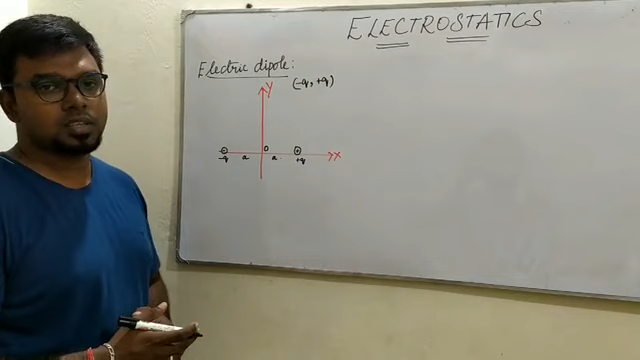 ELECTROSTATICS
Electric dipole:
Y
(-q, +q)
O
-q a a +q X